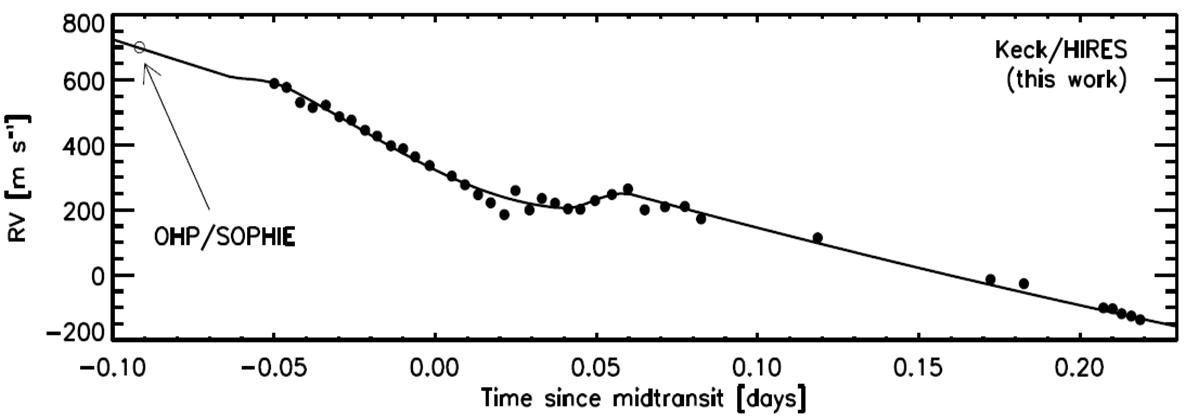 800
600
400
200
0
−200
RV [m s⁻¹]
Keck/HIRES
(this work)
OHP/SOPHIE
−0.10 −0.05 0.00 0.05 0.10 0.15 0.20
Time since midtransit [days]